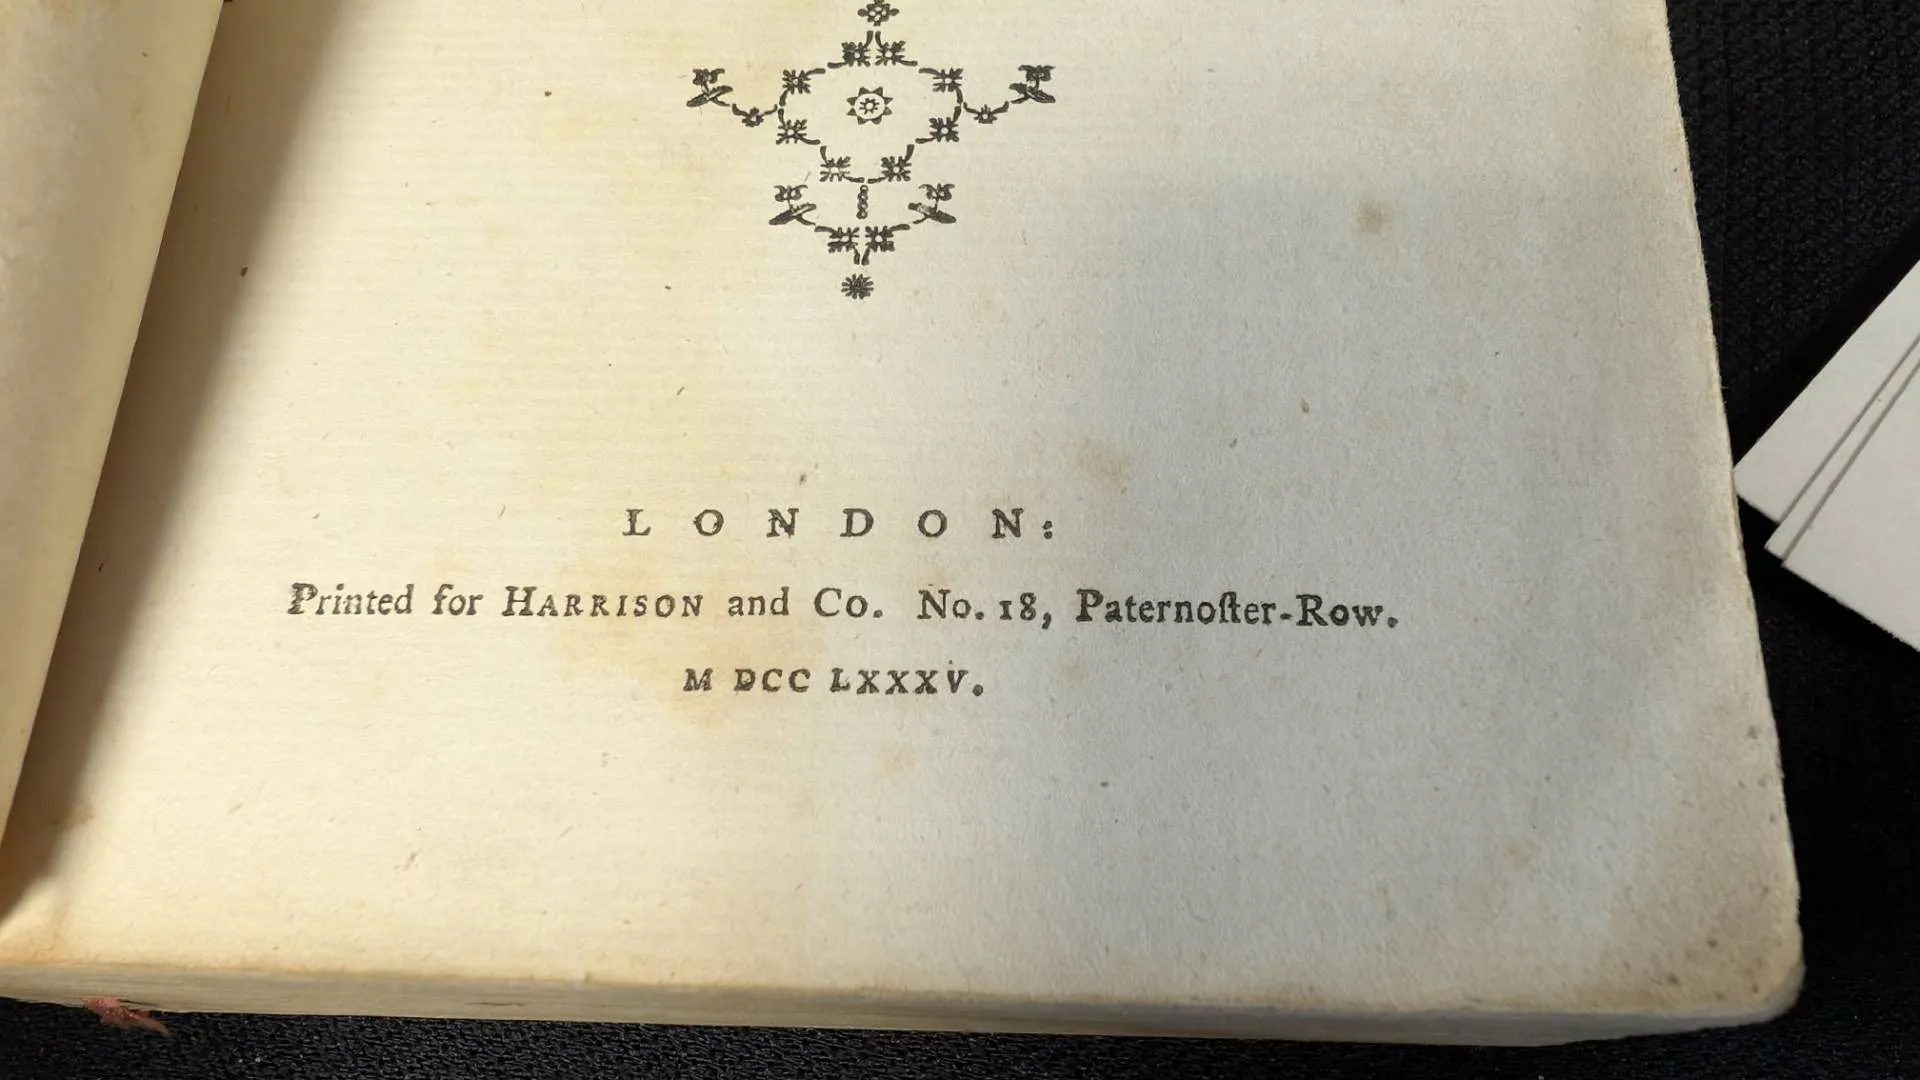 LONDON:
Printed for HARRISON and Co. No. 18, Paternoſter-Row.
M DCC LXXXV.